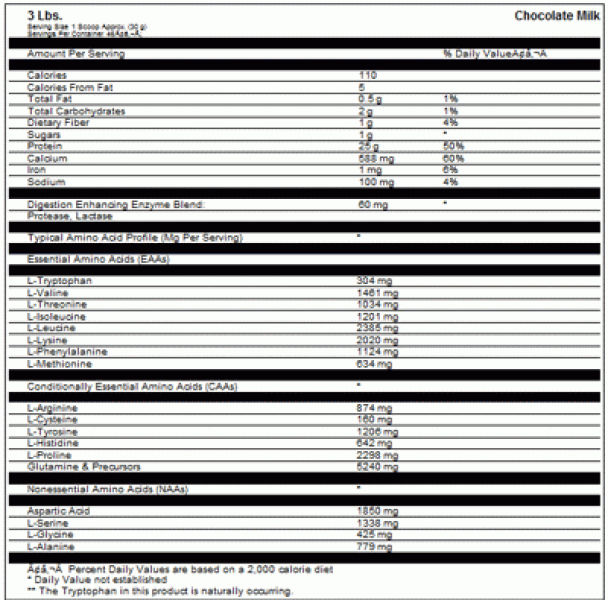 3 Lbs. Chocolate Milk
Serving Size 1 Scoop Approx. (30 g)
Servings Per Container
Amount Per Serving % Daily ValueÂ¢â‚¬Â
Calories 110
Calories From Fat 5
Total Fat 0.5 g 1%
Total Carbohydrates 2 g 1%
Dietary Fiber 1 g 4%
Sugars 1 g *
Protein 25 g 50%
Calcium 588 mg 60%
Iron 1 mg 6%
Sodium 100 mg 4%
Digestion Enhancing Enzyme Blend: 60 mg *
Protease, Lactase
Typical Amino Acid Profile (Mg Per Serving) *
Essential Amino Acids (EAAs)
L-Tryptophan 304 mg
L-Valine 1461 mg
L-Threonine 1034 mg
L-Isoleucine 1201 mg
L-Leucine 2385 mg
L-Lysine 2020 mg
L-Phenylalanine 1124 mg
L-Methionine 634 mg
Conditionally Essential Amino Acids (CAAs) *
L-Arginine 874 mg
L-Cysteine 160 mg
L-Tyrosine 1206 mg
L-Histidine 642 mg
L-Proline 2298 mg
Glutamine & Precursors 5240 mg
Nonessential Amino Acids (NAAs) *
Aspartic Acid 1850 mg
L-Serine 1338 mg
L-Glycine 425 mg
L-Alanine 779 mg
Percent Daily Values are based on a 2,000 calorie diet
* Daily Value not established
** The Tryptophan in this product is naturally occurring.